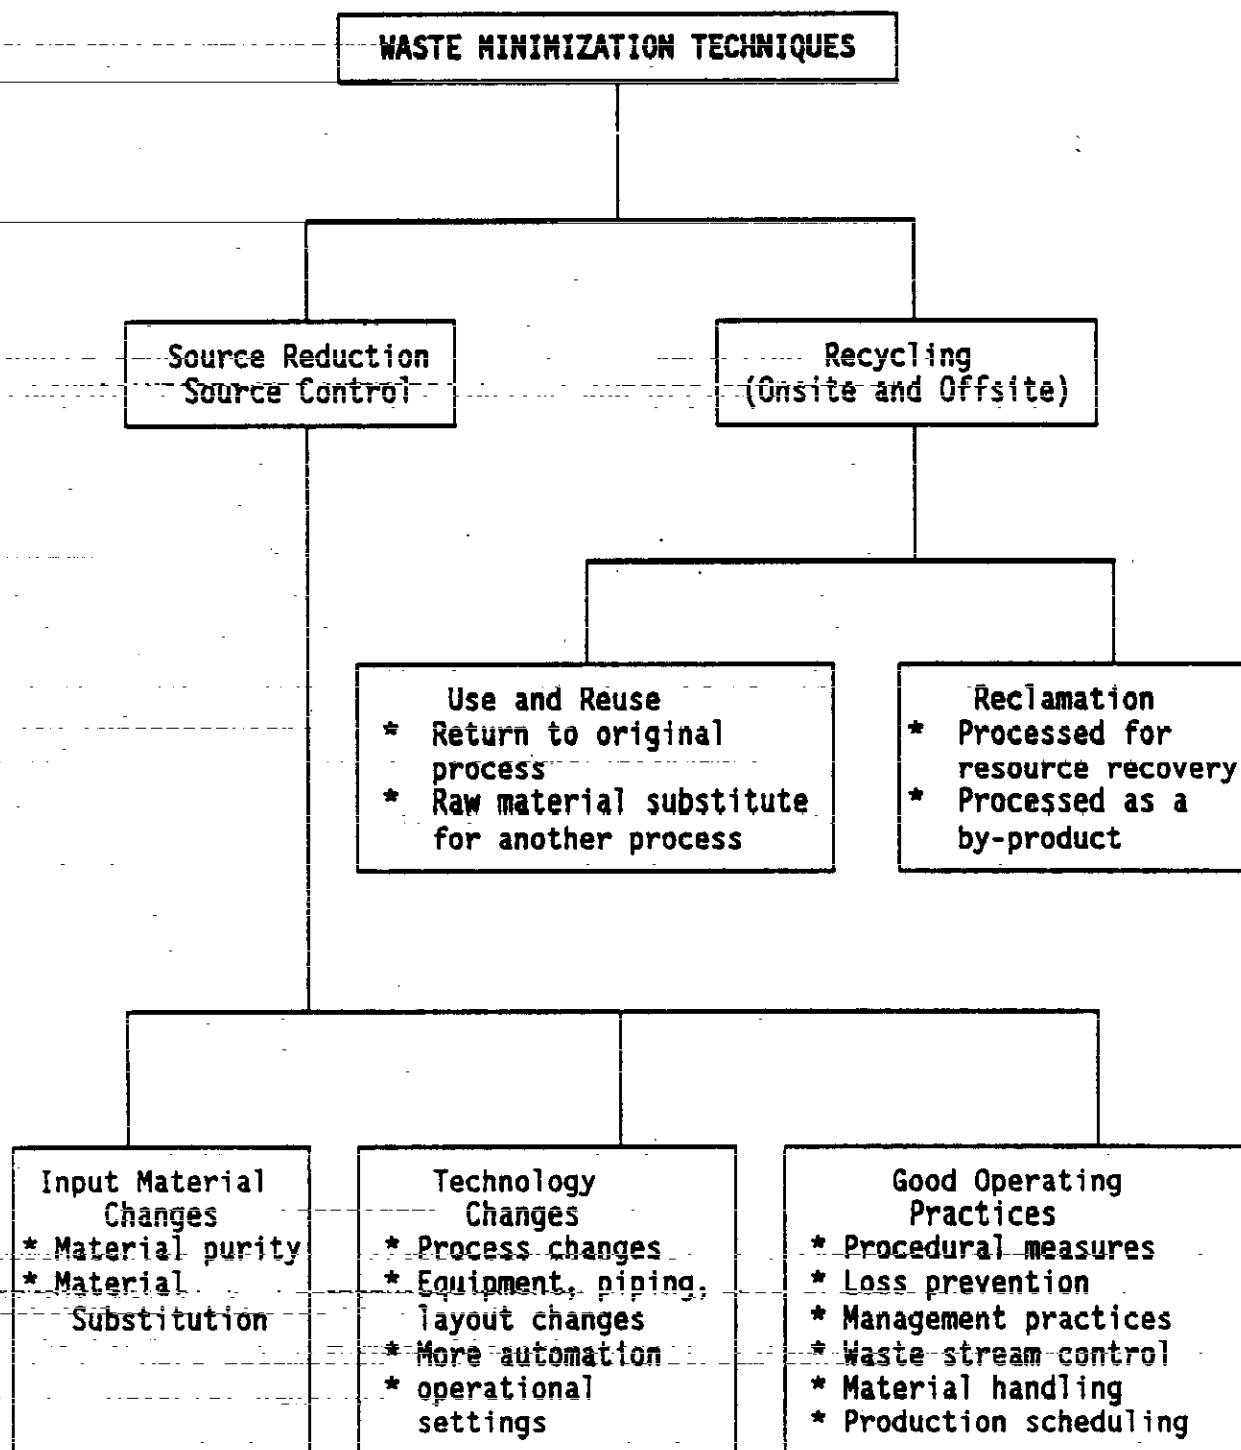 WASTE MINIMIZATION TECHNIQUES
Source Reduction
Source Control
Recycling
(Onsite and Offsite)
Use and Reuse
* Return to original
process
* Raw material substitute
for another process
Reclamation
* Processed for
resource recovery
* Processed as a
by-product
Input Material
Changes
* Material purity
* Material
Substitution
Technology
Changes
* Process changes
* Equipment, piping,
layout changes
* More automation
* operational
settings
Good Operating
Practices
* Procedural measures
* Loss prevention
* Management practices
* Waste stream control
* Material handling
* Production scheduling